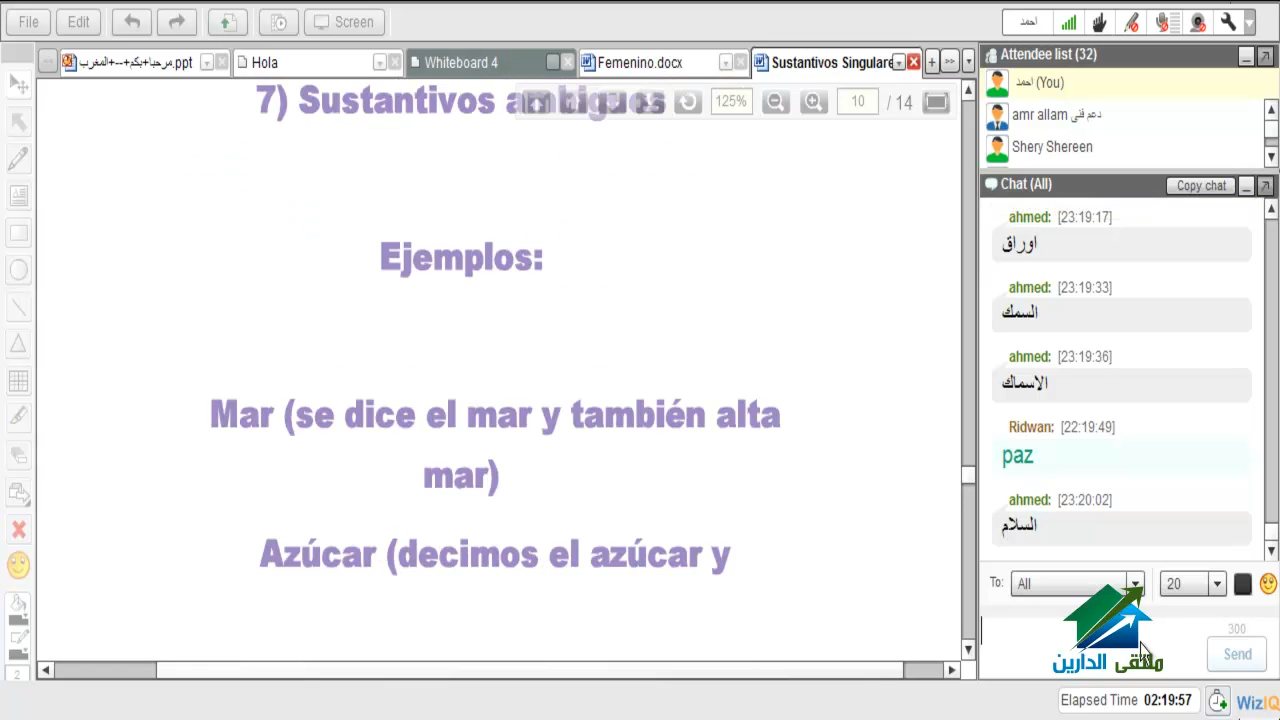 File Edit Screen احمد
مرحبا+بكم+--+المغرب.ppt Hola Whiteboard 4 Femenino.docx Sustantivos Singulare
125% 10 / 14
7) Sustantivos ambiguos
Ejemplos:
Mar (se dice el mar y también alta
mar)
Azúcar (decimos el azúcar y
2
Attendee list (32)
احمد (You)
amr allam دعم فنى
Shery Shereen
Chat (All) Copy chat
ahmed: [23:19:17]
اوراق
ahmed: [23:19:33]
السمك
ahmed: [23:19:36]
الاسماك
Ridwan: [22:19:49]
paz
ahmed: [23:20:02]
السلام
To: All 20
300
Send
ملتقى الدارين
Elapsed Time 02:19:57 WizIQ